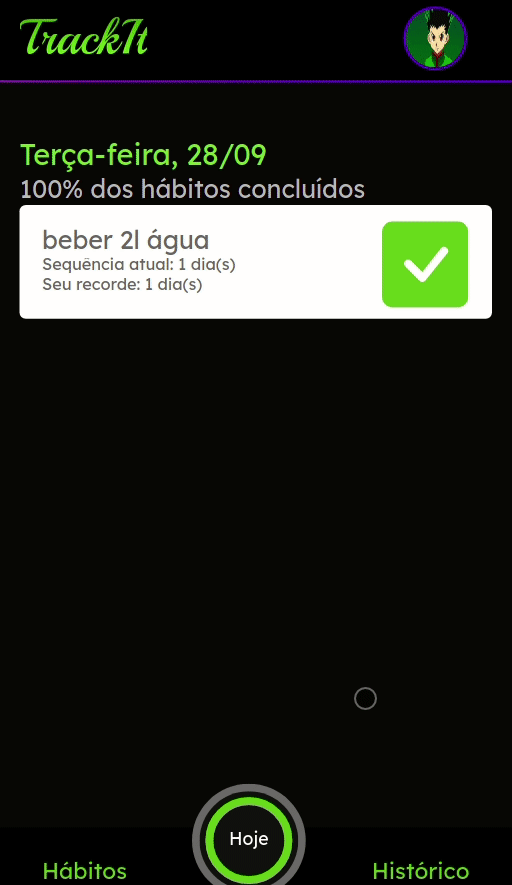 TrackIt
Terça-feira, 28/09
100% dos hábitos concluídos
beber 2l água
Sequência atual: 1 dia(s)
Seu recorde: 1 dia(s)
Hoje
Hábitos
Histórico